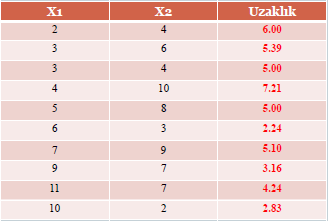 X1 X2 Uzaklık
2 4 6.00
3 6 5.39
3 4 5.00
4 10 7.21
5 8 5.00
6 3 2.24
7 9 5.10
9 7 3.16
11 7 4.24
10 2 2.83